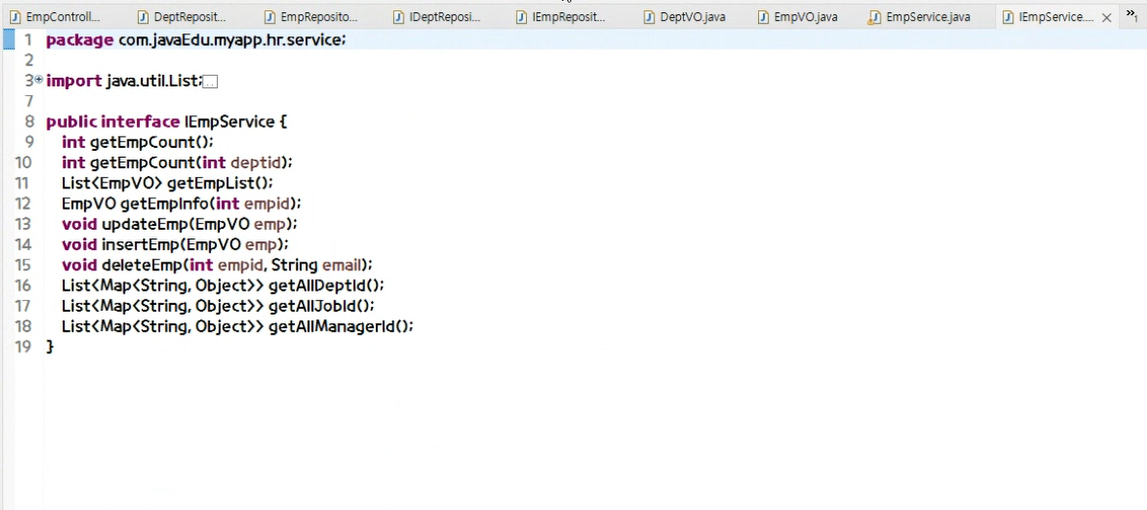 EmpControll...
DeptReposit...
EmpReposito...
IDeptReposi...
IEmpReposit...
DeptVO.java
EmpVO.java
EmpService.java
IEmpService....
1 package com.javaEdu.myapp.hr.service;
2
3 import java.util.List;
7
8 public interface IEmpService {
9 int getEmpCount();
10 int getEmpCount(int deptid);
11 List<EmpVO> getEmpList();
12 EmpVO getEmpInfo(int empid);
13 void updateEmp(EmpVO emp);
14 void insertEmp(EmpVO emp);
15 void deleteEmp(int empid, String email);
16 List<Map<String, Object>> getAllDeptId();
17 List<Map<String, Object>> getAllJobId();
18 List<Map<String, Object>> getAllManagerId();
19 }